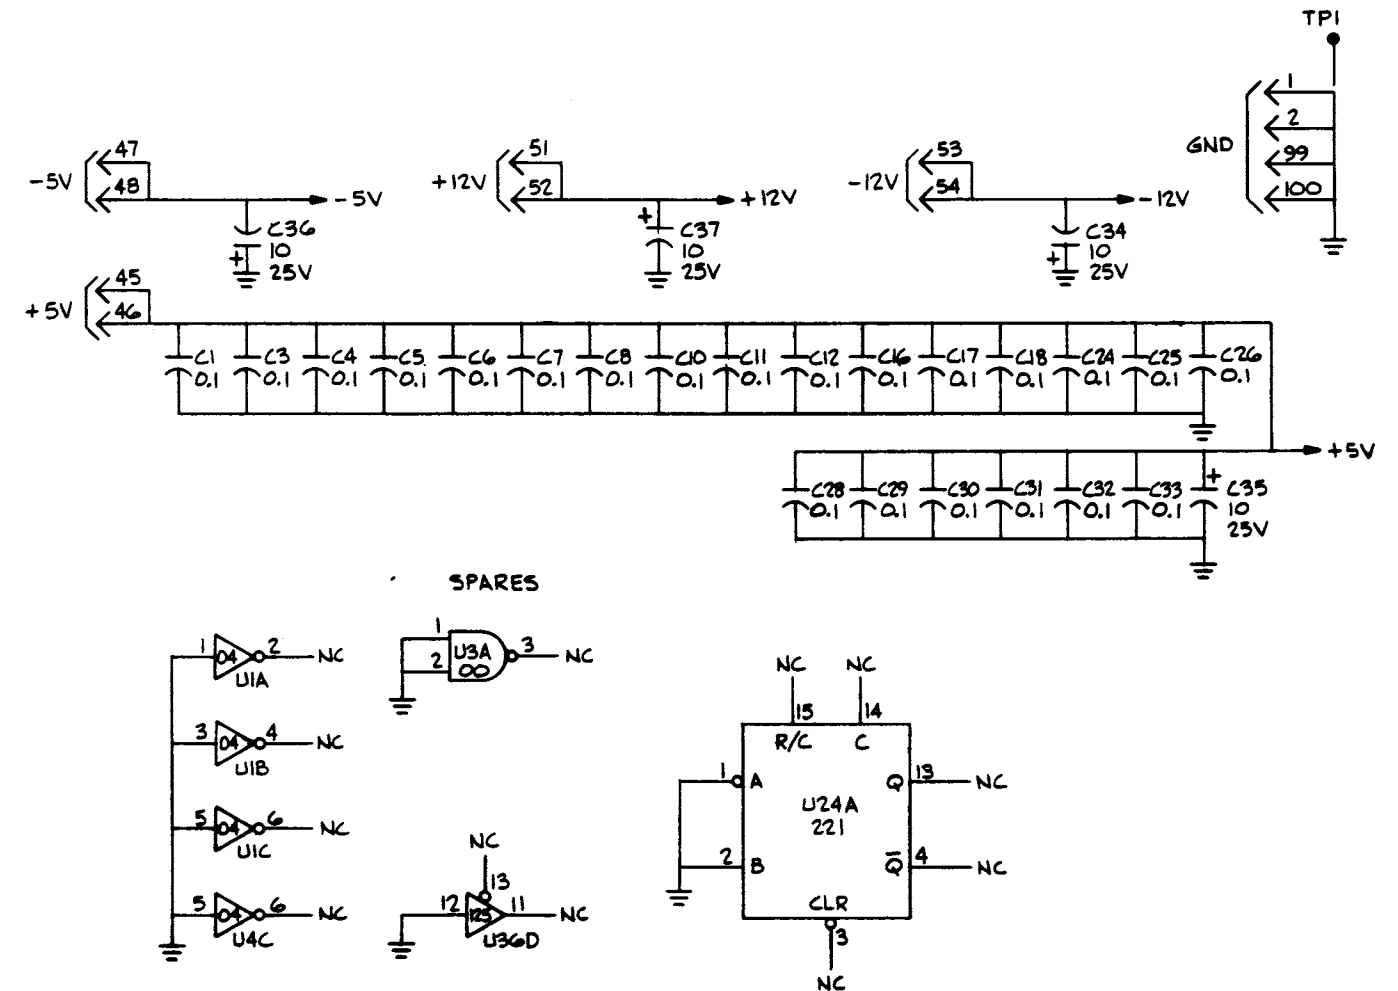 TP1
1
2
GND
99
100
47
-5V
48
-5V
C36
10
+
25V
51
+12V
52
+12V
+
C37
10
25V
53
-12V
54
-12V
C34
10
+
25V
45
+5V
46
C1 C3 C4 C5 C6 C7 C8 C10 C11 C12 C16 C17 C18 C24 C25 C26
0.1 0.1 0.1 0.1 0.1 0.1 0.1 0.1 0.1 0.1 0.1 0.1 0.1 0.1 0.1 0.1
+5V
+
C28 C29 C30 C31 C32 C33 C35
0.1 0.1 0.1 0.1 0.1 0.1 10
25V
SPARES
1 04 2 NC
U1A
3 04 4 NC
U1B
5 04 6 NC
U1C
5 04 6 NC
U4C
1
2
U3A
00
3 NC
NC
13
12 125 11 NC
U36D
NC NC
15 14
R/C C
1 A Q 13 NC
U24A
221
2 B Q̅ 4 NC
CLR
3
NC